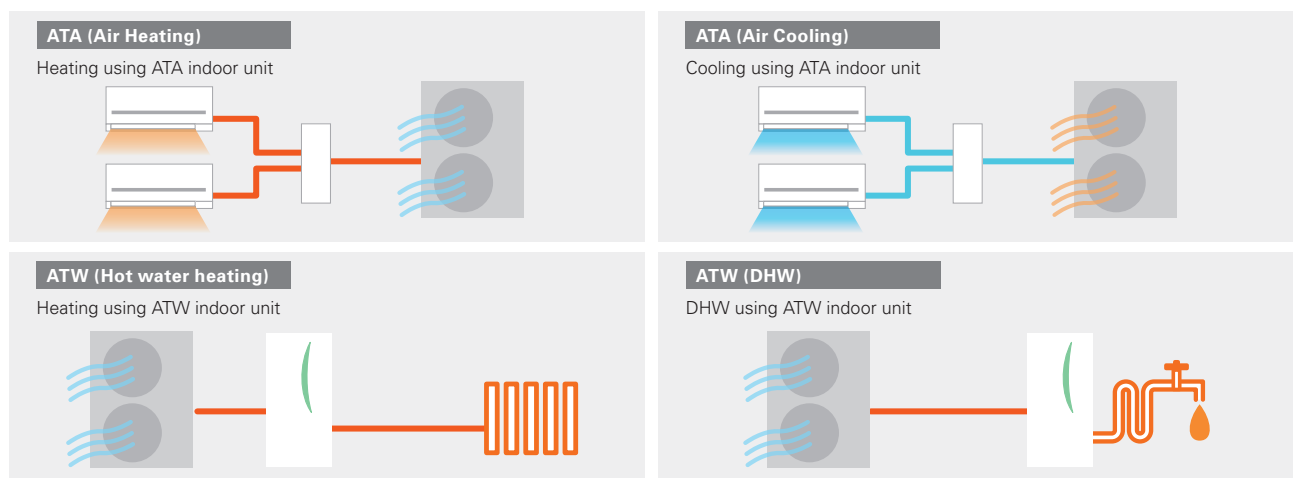 ATA (Air Heating)
Heating using ATA indoor unit
ATA (Air Cooling)
Cooling using ATA indoor unit
ATW (Hot water heating)
Heating using ATW indoor unit
ATW (DHW)
DHW using ATW indoor unit